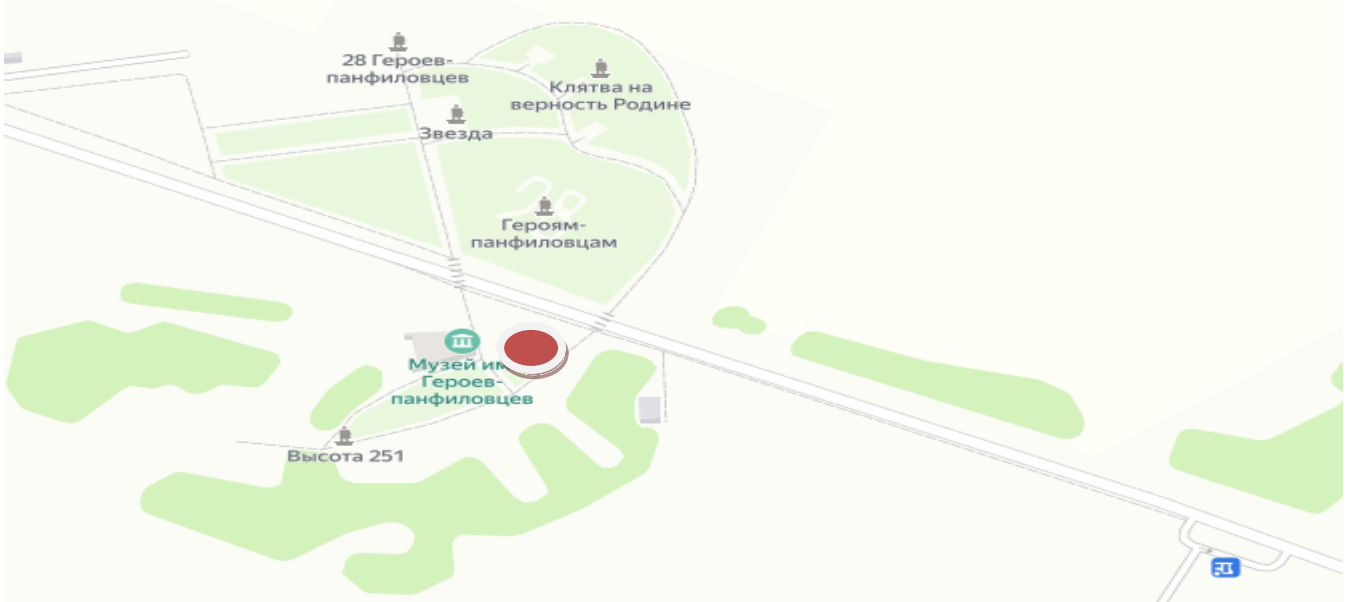 28 Героев-
панфиловцев
Клятва на
верность Родине
Звезда
Героям-
панфиловцам
Музей им
Героев-
панфиловцев
Высота 251